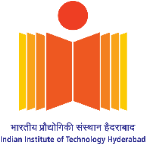 भारतीय प्रौद्योगिकी संस्थान हैदराबाद
Indian Institute of Technology Hyderabad